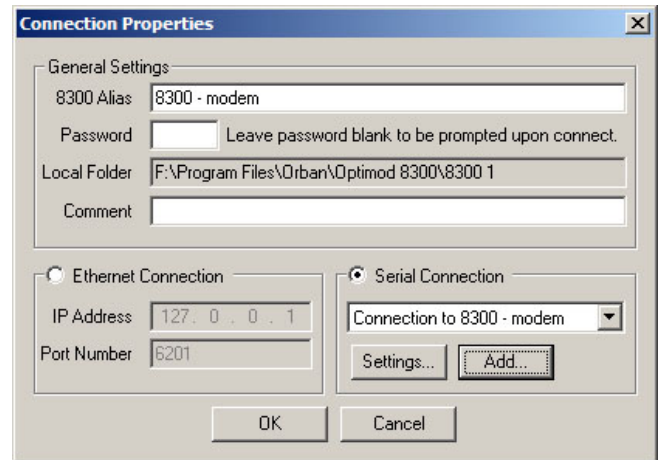 Connection Properties
General Settings
8300 Alias 8300 - modem
Password Leave password blank to be prompted upon connect.
Local Folder F:\Program Files\Orban\Optimod 8300\8300 1
Comment
Ethernet Connection
IP Address 127. 0 . 0 . 1
Port Number 6201
Serial Connection
Connection to 8300 - modem
Settings... Add...
OK Cancel